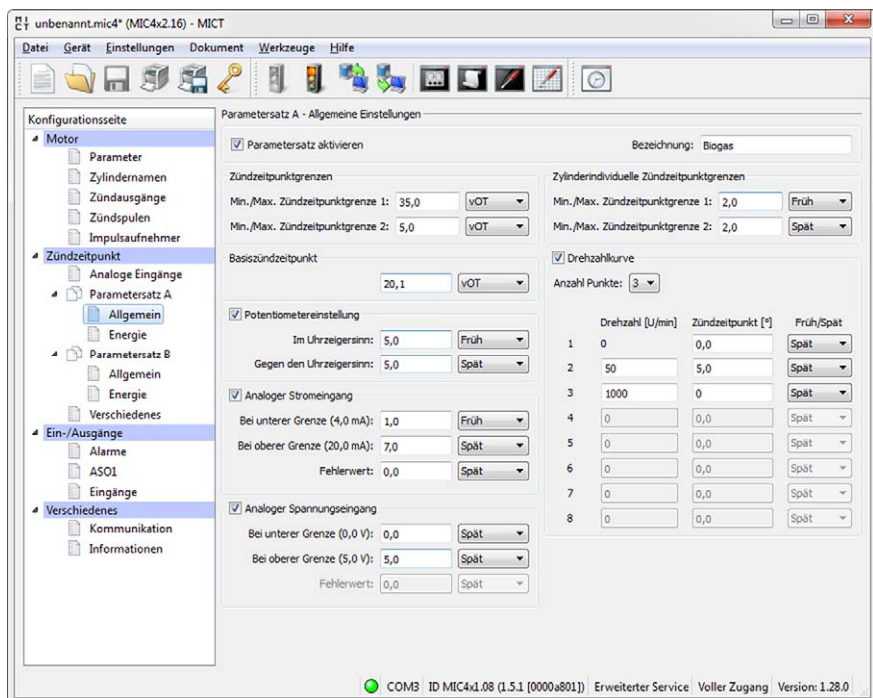 unbenannt.mic4* (MIC4x2.16) - MICT
Datei Gerät Einstellungen Dokument Werkzeuge Hilfe
Konfigurationsseite
Motor
Parameter
Zylindernamen
Zündausgänge
Zündspulen
Impulsaufnehmer
Zündzeitpunkt
Analoge Eingänge
Parametersatz A
Allgemein
Energie
Parametersatz B
Allgemein
Energie
Verschiedenes
Ein-/Ausgänge
Alarme
ASO1
Eingänge
Verschiedenes
Kommunikation
Informationen
Parametersatz A - Allgemeine Einstellungen
Parametersatz aktivieren
Bezeichnung: Biogas
Zündzeitpunktgrenzen
Min./Max. Zündzeitpunktgrenze 1: 35,0 vOT
Min./Max. Zündzeitpunktgrenze 2: 5,0 vOT
Zylinderindividuelle Zündzeitpunktgrenzen
Min./Max. Zündzeitpunktgrenze 1: 2,0 Früh
Min./Max. Zündzeitpunktgrenze 2: 2,0 Spät
Basiszündzeitpunkt
20,1 vOT
Potentiometereinstellung
Im Uhrzeigersinn: 5,0 Früh
Gegen den Uhrzeigersinn: 5,0 Spät
Analoger Stromeingang
Bei unterer Grenze (4,0 mA): 1,0 Früh
Bei oberer Grenze (20,0 mA): 7,0 Spät
Fehlerwert: 0,0 Spät
Analoger Spannungseingang
Bei unterer Grenze (0,0 V): 0,0 Spät
Bei oberer Grenze (5,0 V): 5,0 Spät
Fehlerwert: 0,0 Spät
Drehzahlkurve
Anzahl Punkte: 3
Drehzahl [U/min] Zündzeitpunkt [°] Früh/Spät
1 0 0,0 Spät
2 50 5,0 Spät
3 1000 0 Spät
4 0 0,0 Spät
5 0 0,0 Spät
6 0 0,0 Spät
7 0 0,0 Spät
8 0 0,0 Spät
COM3 ID MIC4x1.08 (1.5.1 [0000a801]) Erweiterter Service Voller Zugang Version: 1.28.0